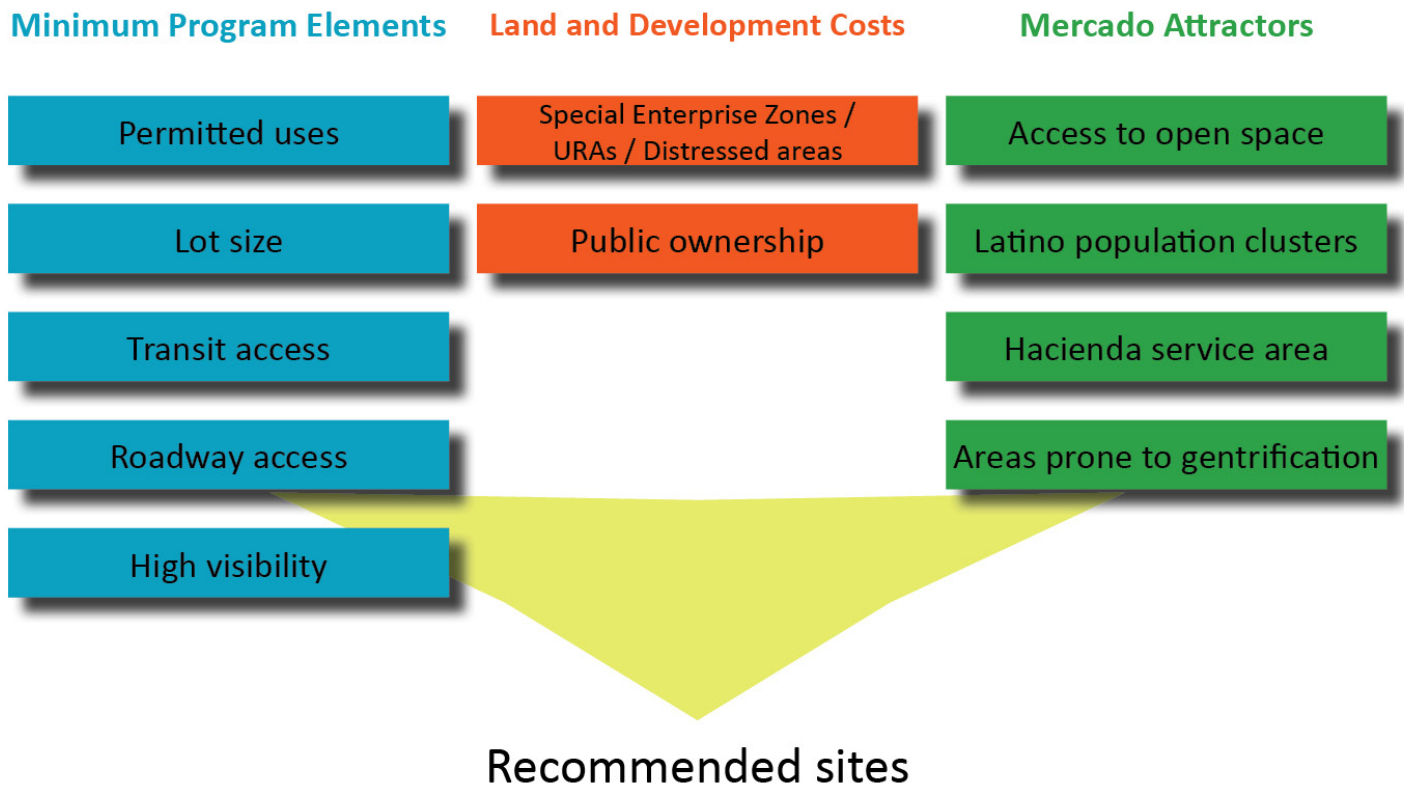 Minimum Program Elements
Land and Development Costs
Mercado Attractors
Permitted uses
Lot size
Transit access
Roadway access
High visibility
Special Enterprise Zones /
URAs / Distressed areas
Public ownership
Access to open space
Latino population clusters
Hacienda service area
Areas prone to gentrification
Recommended sites